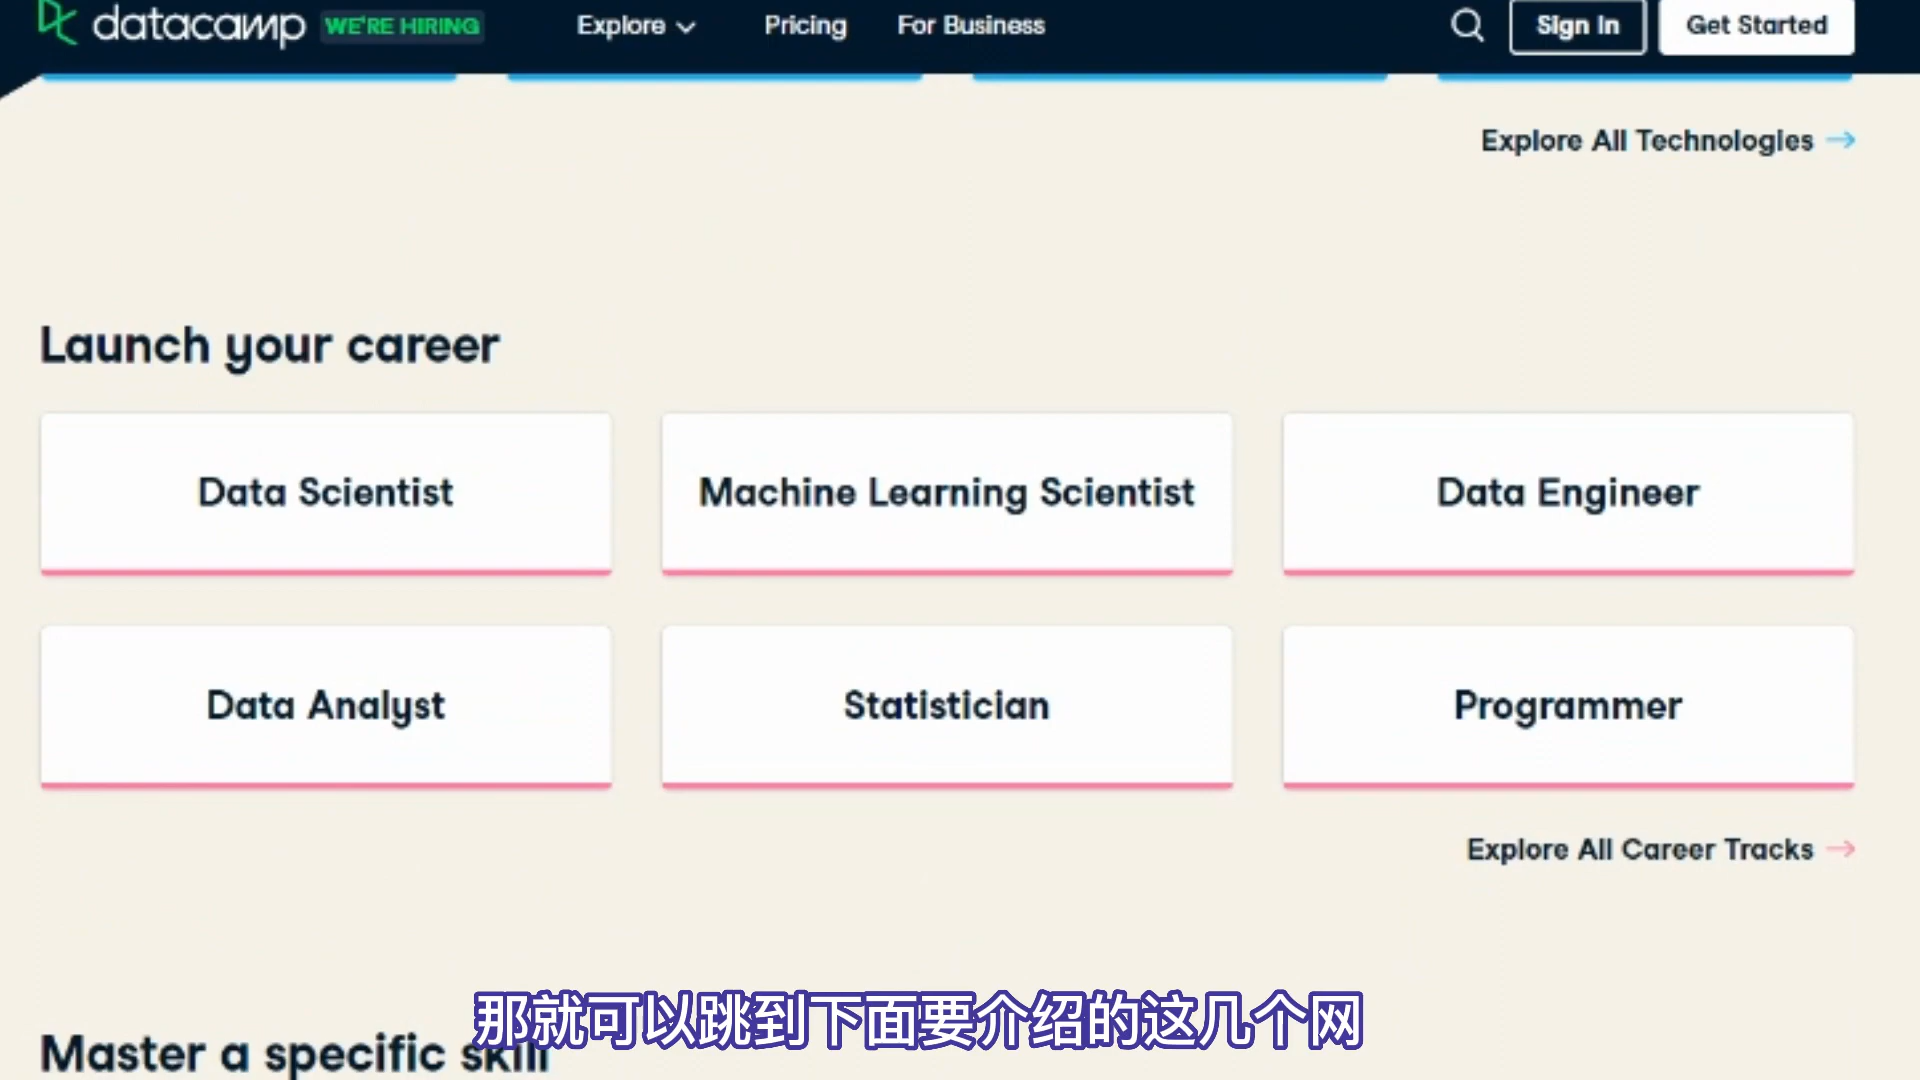 datacamp WE'RE HIRING Explore Pricing For Business Sign In Get Started
Explore All Technologies
Launch your career
Data Scientist Machine Learning Scientist Data Engineer
Data Analyst Statistician Programmer
Explore All Career Tracks
Master a specific skill
那就可以跳到下面要介绍的这几个网